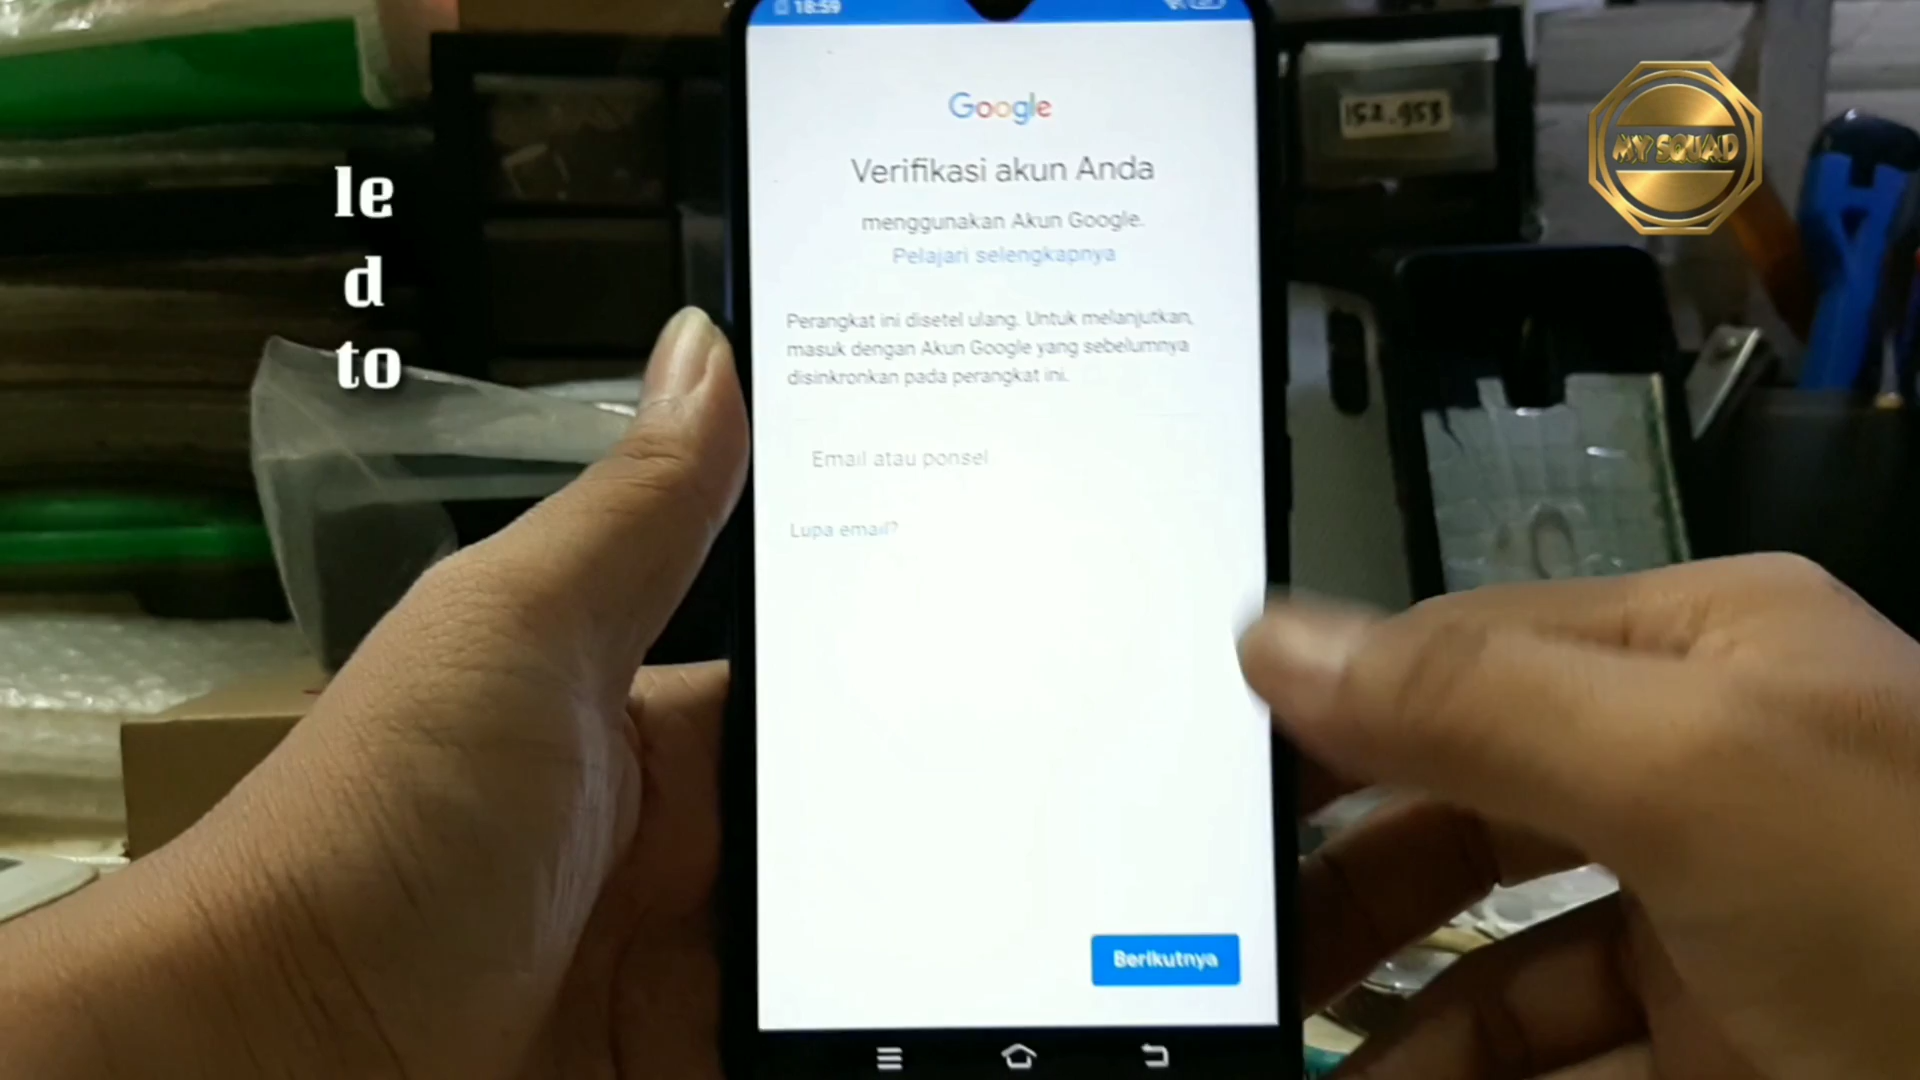 18:59
Google
Verifikasi akun Anda
menggunakan Akun Google.
Pelajari selengkapnya
Perangkat ini disetel ulang. Untuk melanjutkan,
masuk dengan Akun Google yang sebelumnya
disinkronkan pada perangkat ini.
Email atau ponsel
Lupa email?
Berikutnya
le
d
to
152.953
MY SQUAD